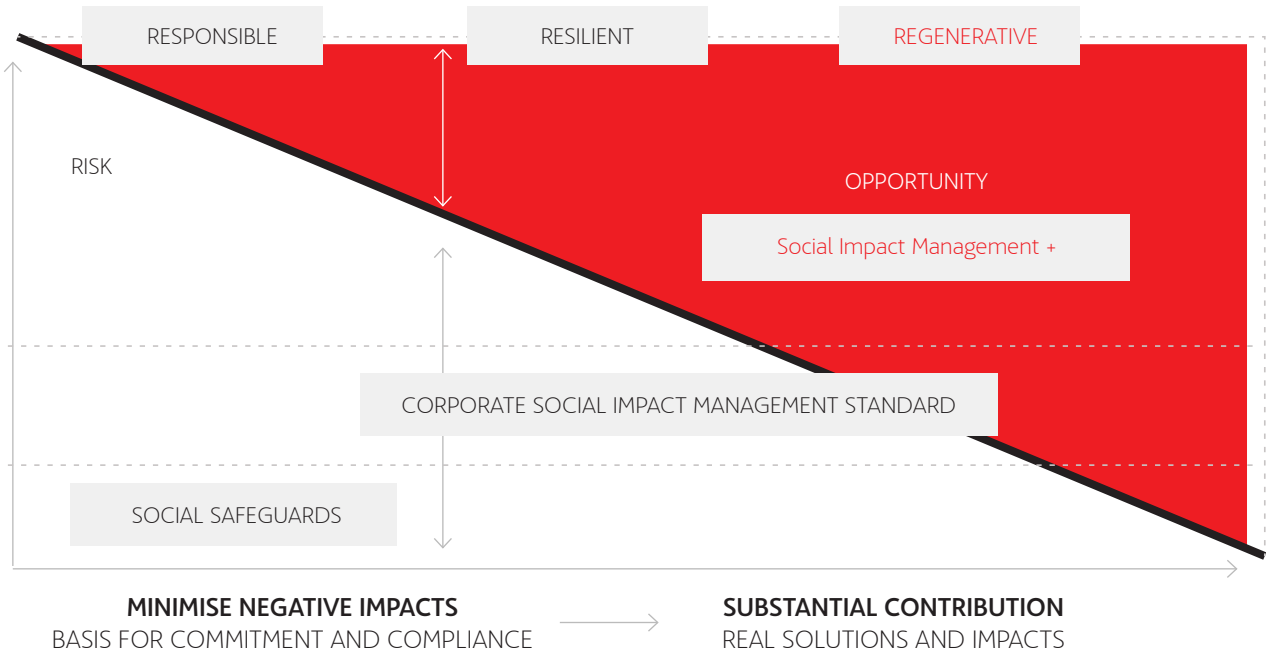 RESPONSIBLE
RESILIENT
REGENERATIVE
RISK
OPPORTUNITY
Social Impact Management +
CORPORATE SOCIAL IMPACT MANAGEMENT STANDARD
SOCIAL SAFEGUARDS
MINIMISE NEGATIVE IMPACTS
BASIS FOR COMMITMENT AND COMPLIANCE
SUBSTANTIAL CONTRIBUTION
REAL SOLUTIONS AND IMPACTS